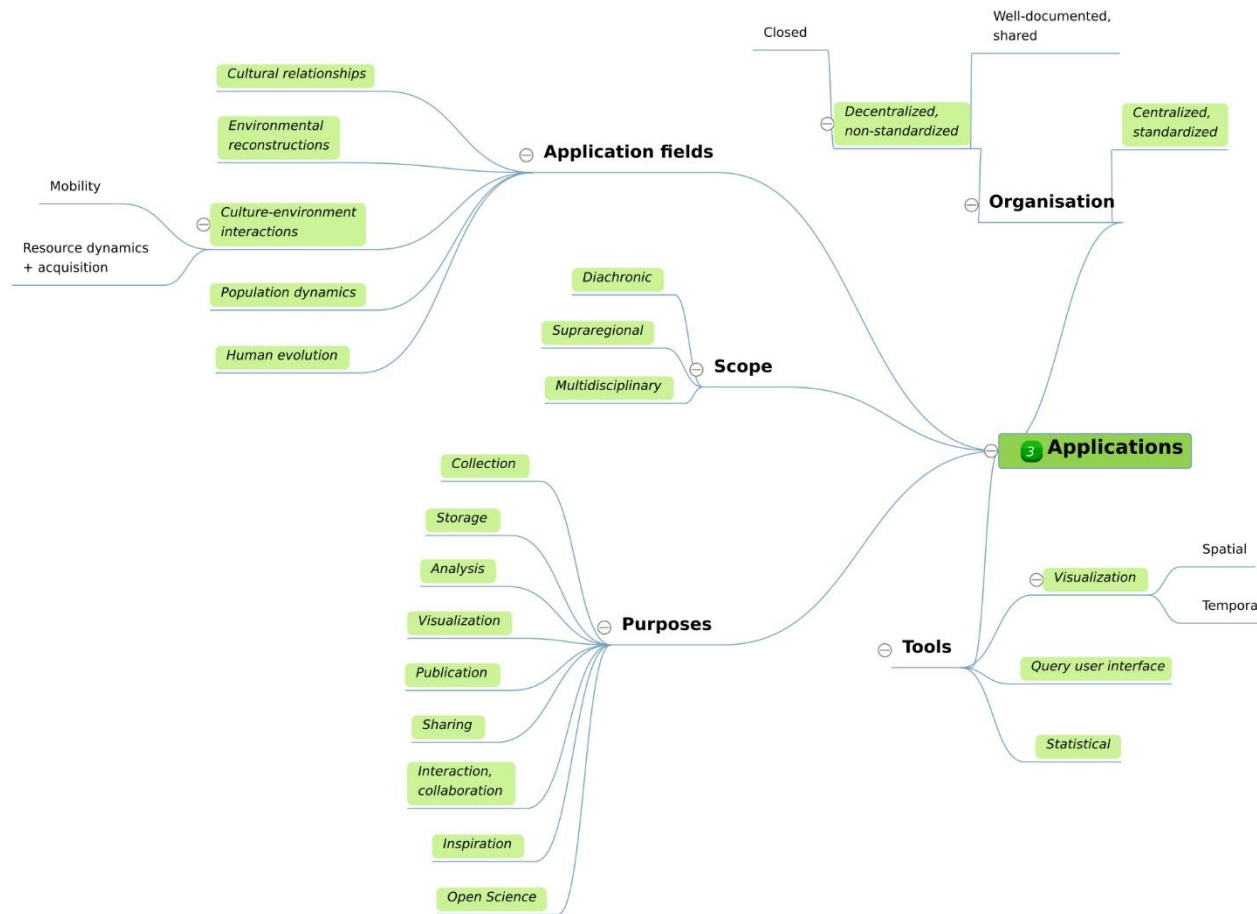 Closed
Well-documented,
shared
Cultural relationships
Decentralized,
non-standardized
Centralized,
standardized
Environmental
reconstructions
Application fields
Mobility
Culture-environment
interactions
Organisation
Resource dynamics
+ acquisition
Population dynamics
Human evolution
Diachronic
Supraregional
Scope
Multidisciplinary
3 Applications
Collection
Storage
Analysis
Visualization
Purposes
Publication
Sharing
Interaction,
collaboration
Inspiration
Open Science
Tools
Visualization
Spatial
Tempora
Query user interface
Statistical